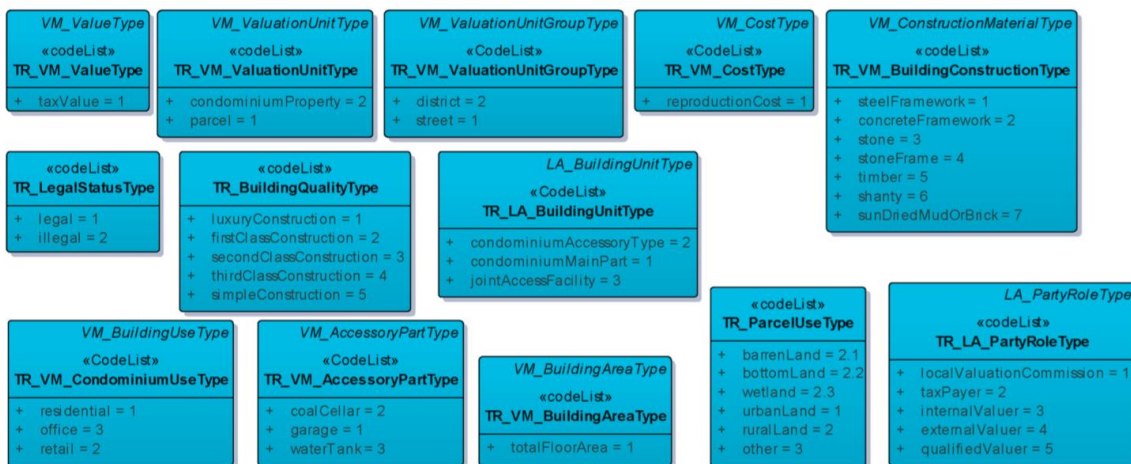 VM_ValueType
«codeList»
TR_VM_ValueType
+ taxValue = 1
VM_ValuationUnitType
«codeList»
TR_VM_ValuationUnitType
+ condominiumProperty = 2
+ parcel = 1
VM_ValuationUnitGroupType
«CodeList»
TR_VM_ValuationUnitGroupType
+ district = 2
+ street = 1
VM_CostType
«codeList»
TR_VM_CostType
+ reproductionCost = 1
VM_ConstructionMaterialType
«codeList»
TR_VM_BuildingConstructionType
+ steelFramework = 1
+ concreteFramework = 2
+ stone = 3
+ stoneFrame = 4
+ timber = 5
+ shanty = 6
+ sunDriedMudOrBrick = 7
«codeList»
TR_LegalStatusType
+ legal = 1
+ illegal = 2
«codeList»
TR_BuildingQualityType
+ luxuryConstruction = 1
+ firstClassConstruction = 2
+ secondClassConstruction = 3
+ thirdClassConstruction = 4
+ simpleConstruction = 5
LA_BuildingUnitType
«CodeList»
TR_LA_BuildingUnitType
+ condominiumAccessoryType = 2
+ condominiumMainPart = 1
+ jointAccessFacility = 3
VM_BuildingUseType
«CodeList»
TR_VM_CondominiumUseType
+ residential = 1
+ office = 3
+ retail = 2
VM_AccessoryPartType
«CodeList»
TR_VM_AccessoryPartType
+ coalCellar = 2
+ garage = 1
+ waterTank = 3
VM_BuildingAreaType
«codeList»
TR_VM_BuildingAreaType
+ totalFloorArea = 1
«codeList»
TR_ParcelUseType
+ barrenLand = 2.1
+ bottomLand = 2.2
+ wetland = 2.3
+ urbanLand = 1
+ ruralLand = 2
+ other = 3
LA_PartyRoleType
«codeList»
TR_LA_PartyRoleType
+ localValuationCommission = 1
+ taxPayer = 2
+ internalValuer = 3
+ externalValuer = 4
+ qualifiedValuer = 5